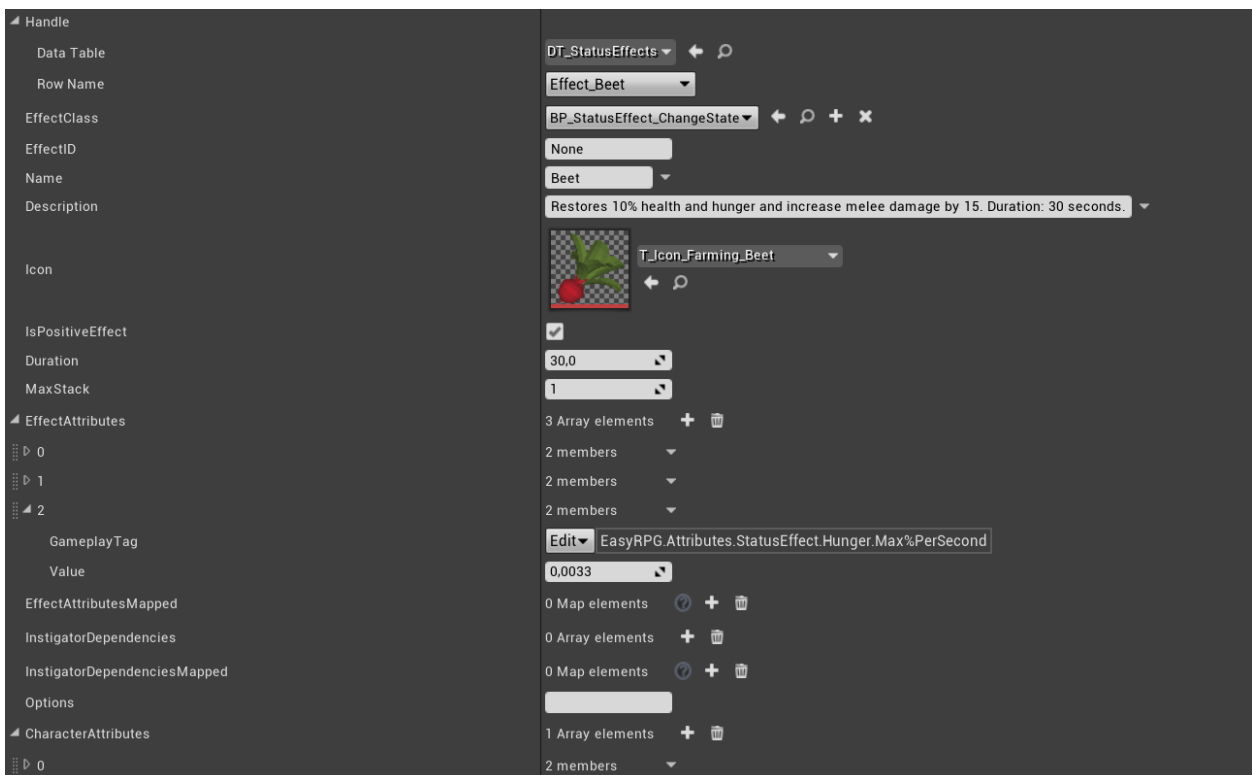 Handle
Data Table DT_StatusEffects
Row Name Effect_Beet
EffectClass BP_StatusEffect_ChangeState
EffectID None
Name Beet
Description Restores 10% health and hunger and increase melee damage by 15. Duration: 30 seconds.
Icon T_Icon_Farming_Beet
IsPositiveEffect
Duration 30,0
MaxStack 1
EffectAttributes 3 Array elements
0 2 members
1 2 members
2 2 members
GameplayTag Edit EasyRPG.Attributes.StatusEffect.Hunger.Max%PerSecond
Value 0,0033
EffectAttributesMapped 0 Map elements
InstigatorDependencies 0 Array elements
InstigatorDependenciesMapped 0 Map elements
Options
CharacterAttributes 1 Array elements
0 2 members